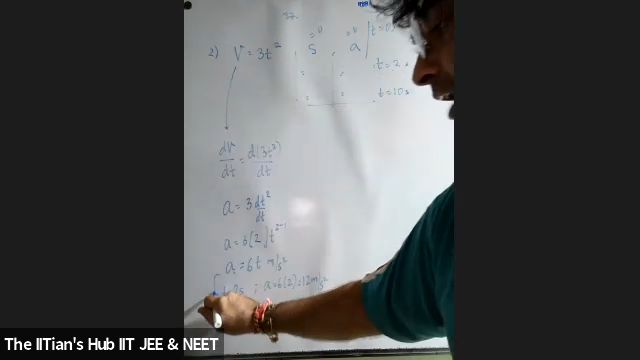 2) V = 3t²
S , a | t=0
t = 2 s
t = 10 s
dV/dt = d(3t²)/dt
a = 3 dt²/dt
a = 6(2)t²⁻¹
a = 6t m/s²
; a = 6(2) = 12 m/s²
The IITian's Hub IIT JEE & NEET